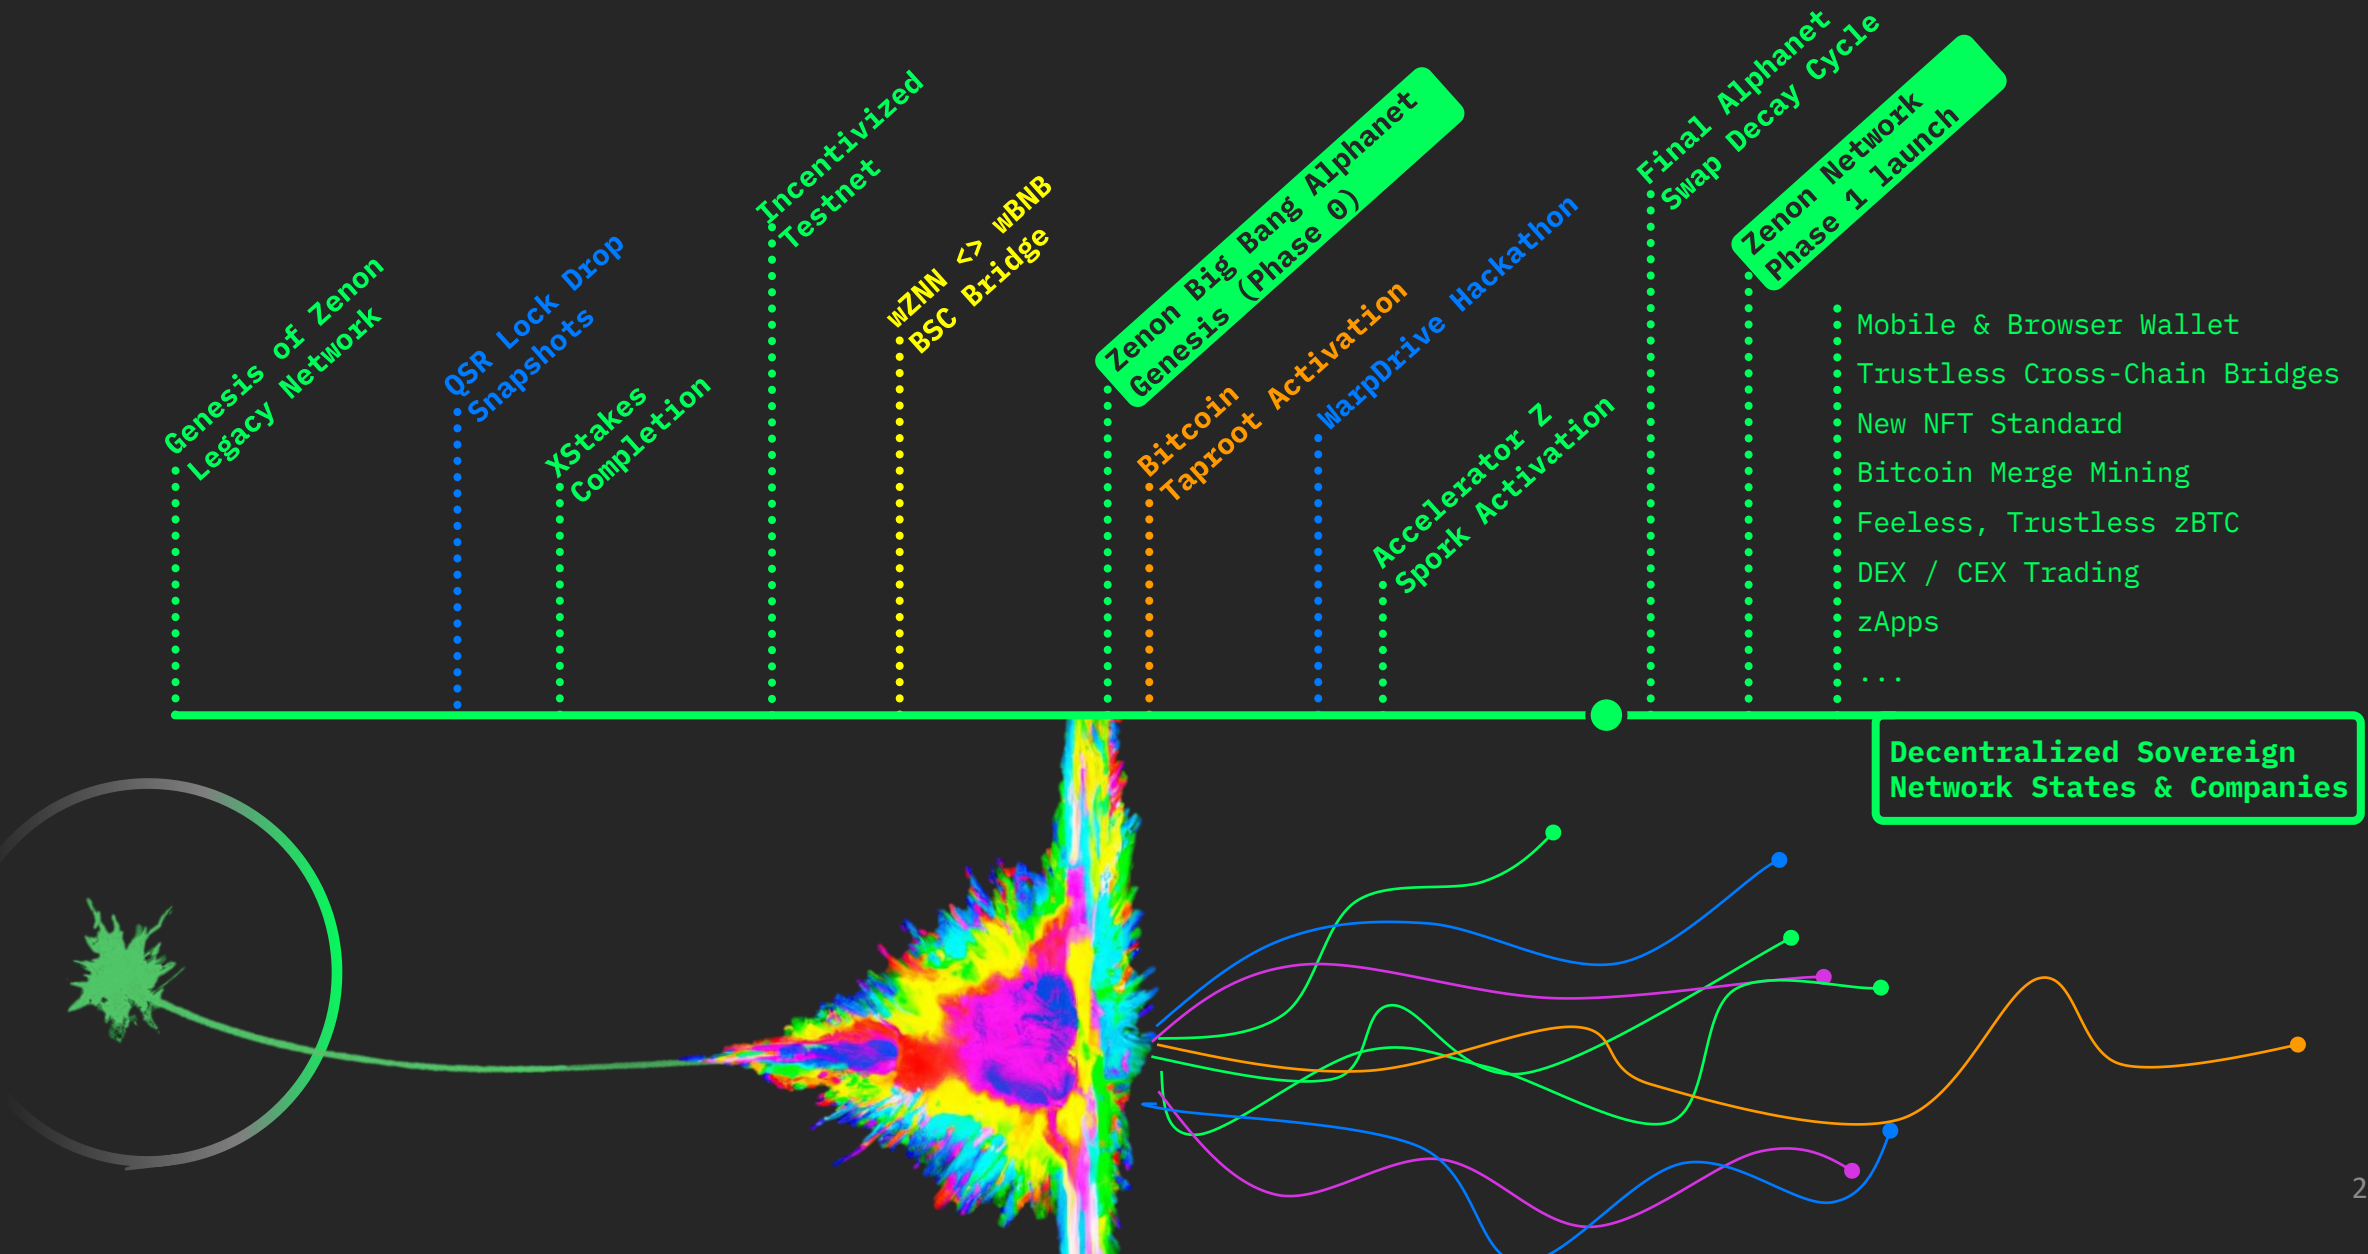 Genesis of Zenon
Legacy Network
QSR Lock Drop
Snapshots
XStakes
Completion
Incentivized
Testnet
wZNN <> wBNB
BSC Bridge
Zenon Big Bang Alphanet
Genesis (Phase 0)
Bitcoin
Taproot Activation
WarpDrive Hackathon
Accelerator Z
Spork Activation
Final Alphanet
Swap Decay Cycle
Zenon Network
Phase 1 launch
Mobile & Browser Wallet
Trustless Cross-Chain Bridges
New NFT Standard
Bitcoin Merge Mining
Feeless, Trustless zBTC
DEX / CEX Trading
zApps
...
Decentralized Sovereign
Network States & Companies
2